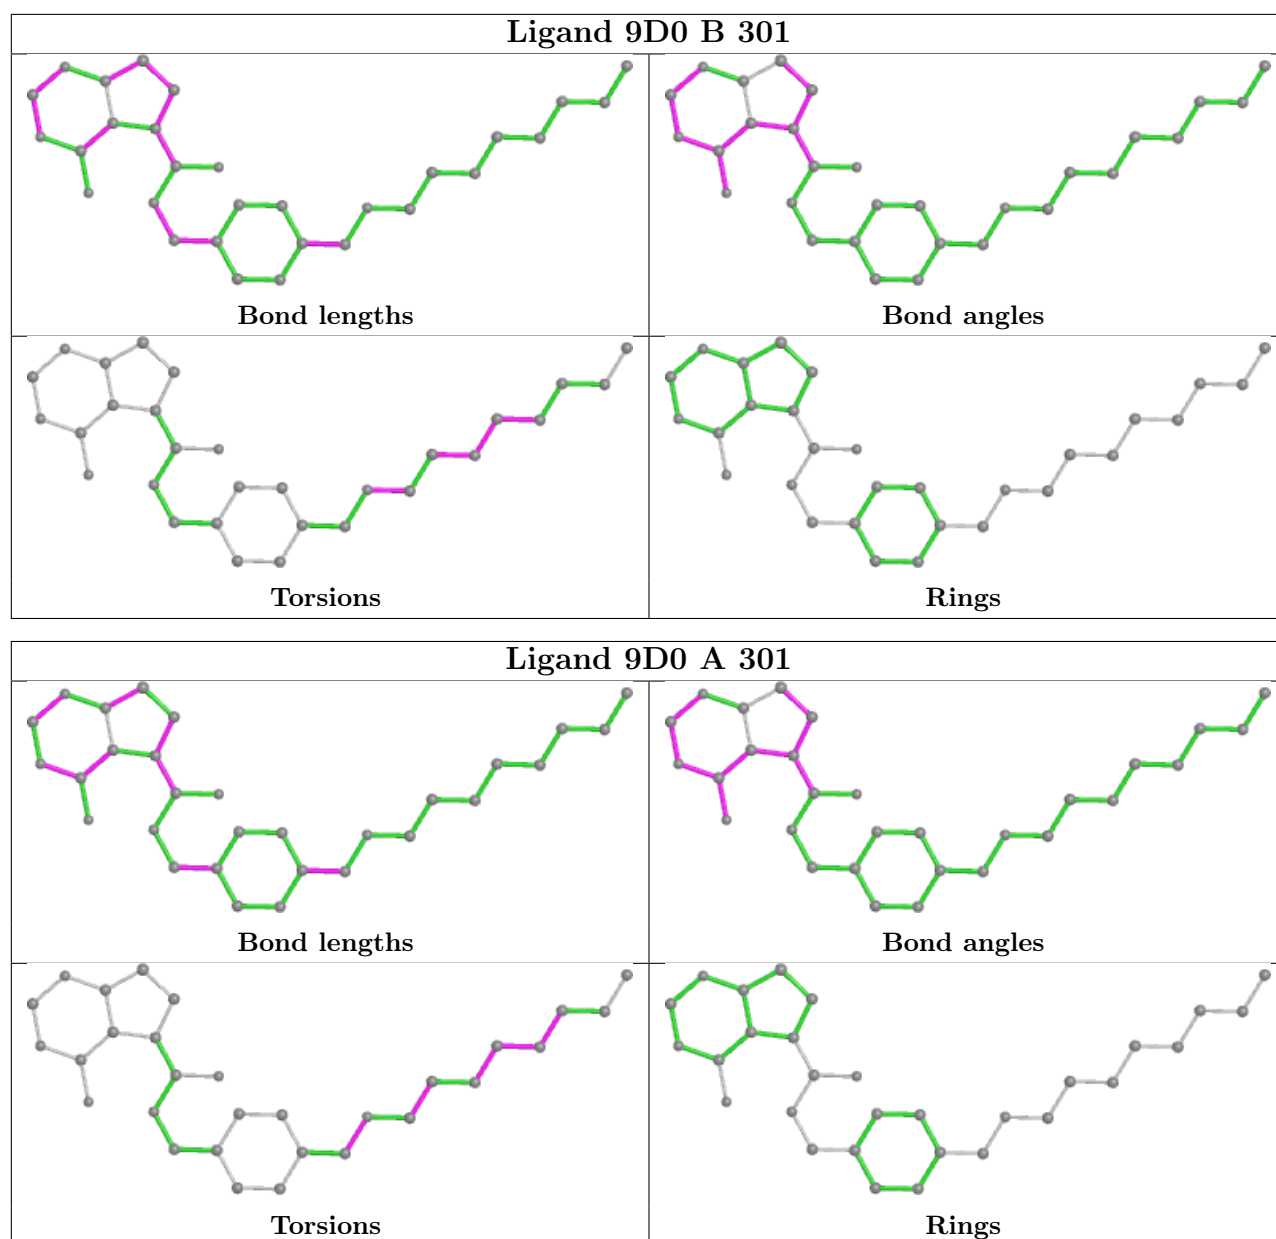 Ligand 9D0 B 301
Bond lengths
Bond angles
Torsions
Rings
Ligand 9D0 A 301
Bond lengths
Bond angles
Torsions
Rings